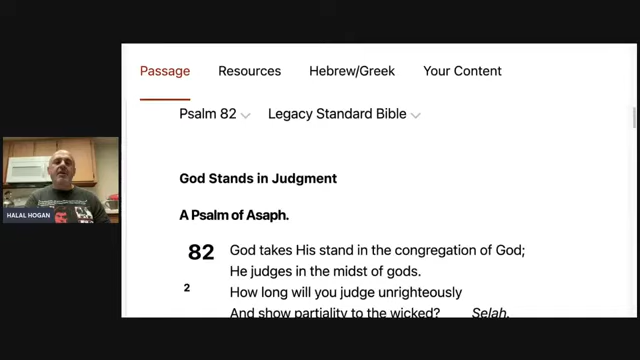 Passage Resources Hebrew/Greek Your Content
Psalm 82 Legacy Standard Bible
God Stands in Judgment
A Psalm of Asaph.
82 God takes His stand in the congregation of God;
He judges in the midst of gods.
2 How long will you judge unrighteously
And show partiality to the wicked? Selah.
HALAL HOGAN